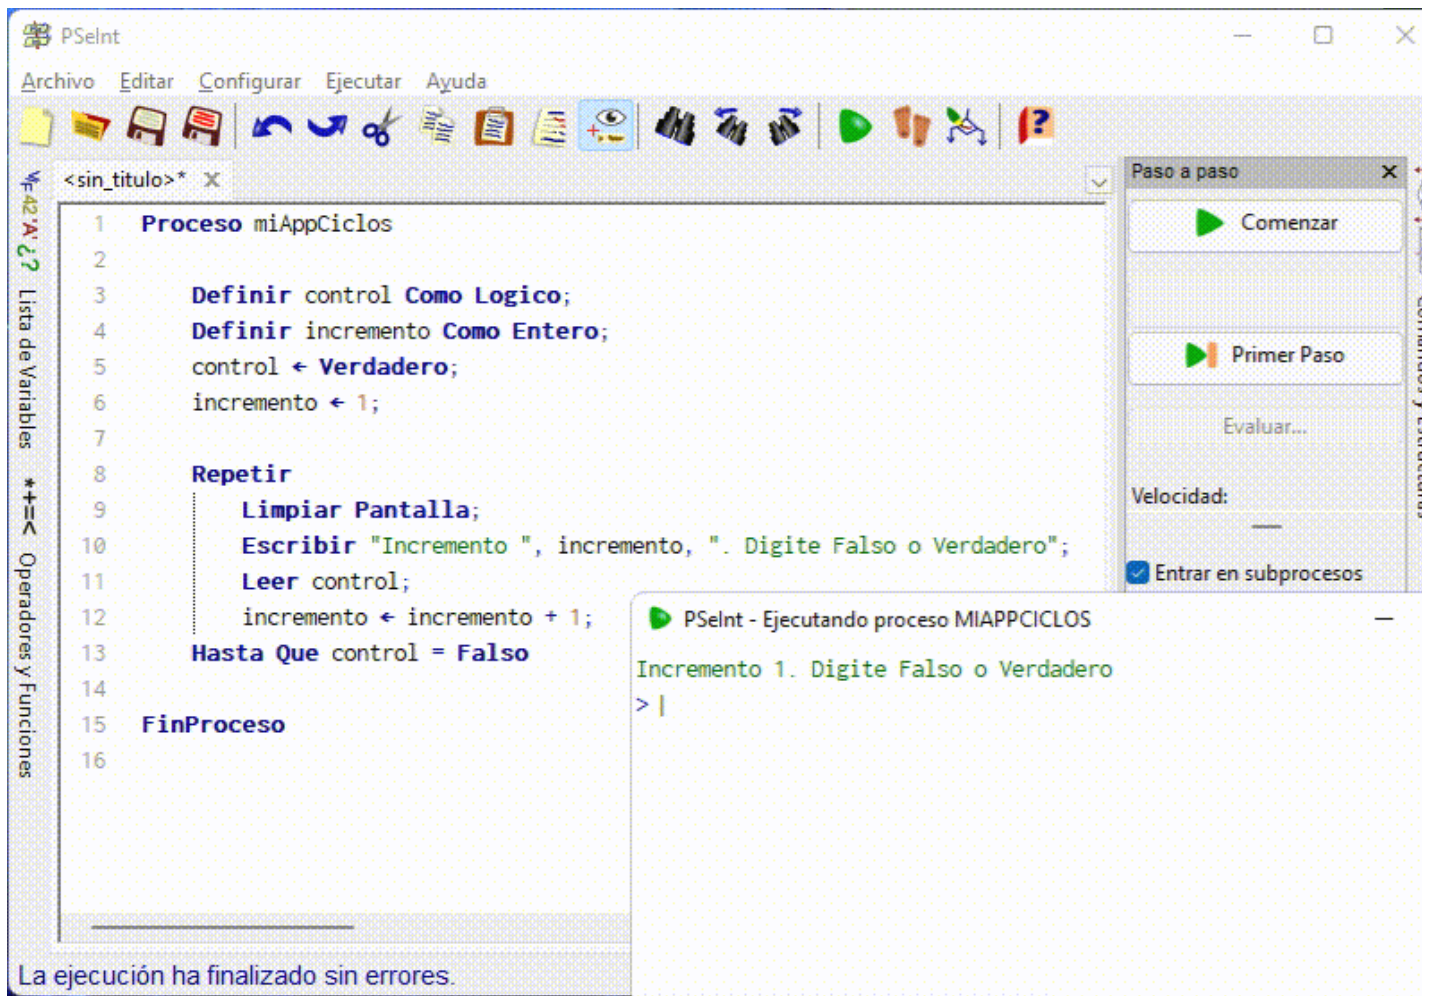 PSeInt
Archivo Editar Configurar Ejecutar Ayuda
<sin_titulo>* X
Paso a paso
Comenzar
Primer Paso
Evaluar...
Velocidad:
Entrar en subprocesos
42 'A' ¿? Lista de Variables
*+=< Operadores y Funciones
1 Proceso miAppCiclos
2
3 Definir control Como Logico;
4 Definir incremento Como Entero;
5 control ← Verdadero;
6 incremento ← 1;
7
8 Repetir
9 Limpiar Pantalla;
10 Escribir "Incremento ", incremento, ". Digite Falso o Verdadero";
11 Leer control;
12 incremento ← incremento + 1;
13 Hasta Que control = Falso
14
15 FinProceso
16
PSeInt - Ejecutando proceso MIAPPCICLOS
Incremento 1. Digite Falso o Verdadero
>
La ejecución ha finalizado sin errores.